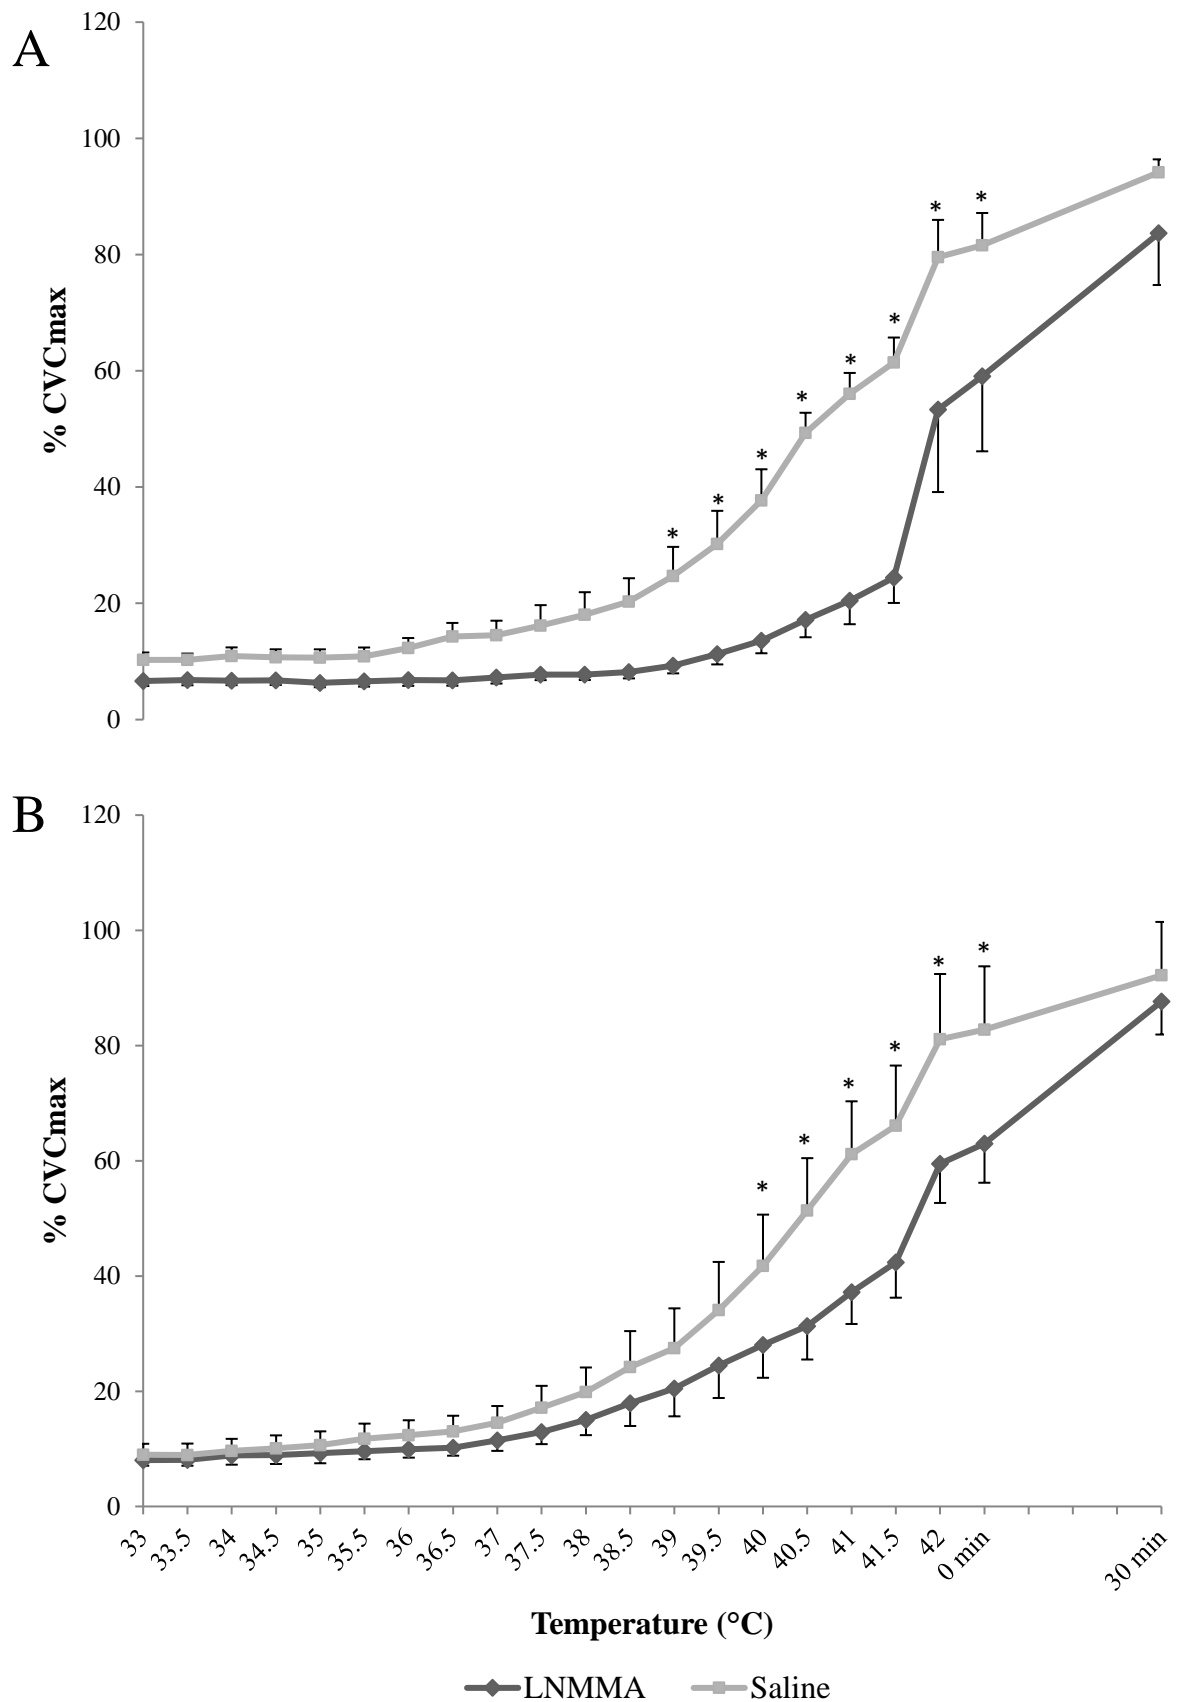 A
120
100
80
60
40
20
0
% CVCmax
* * * * * * * * *
B
120
100
80
60
40
20
0
% CVCmax
* * * * * *
33 33.5 34 34.5 35 35.5 36 36.5 37 37.5 38 38.5 39 39.5 40 40.5 41 41.5 42 0 min 30 min
Temperature (°C)
LNMMA Saline